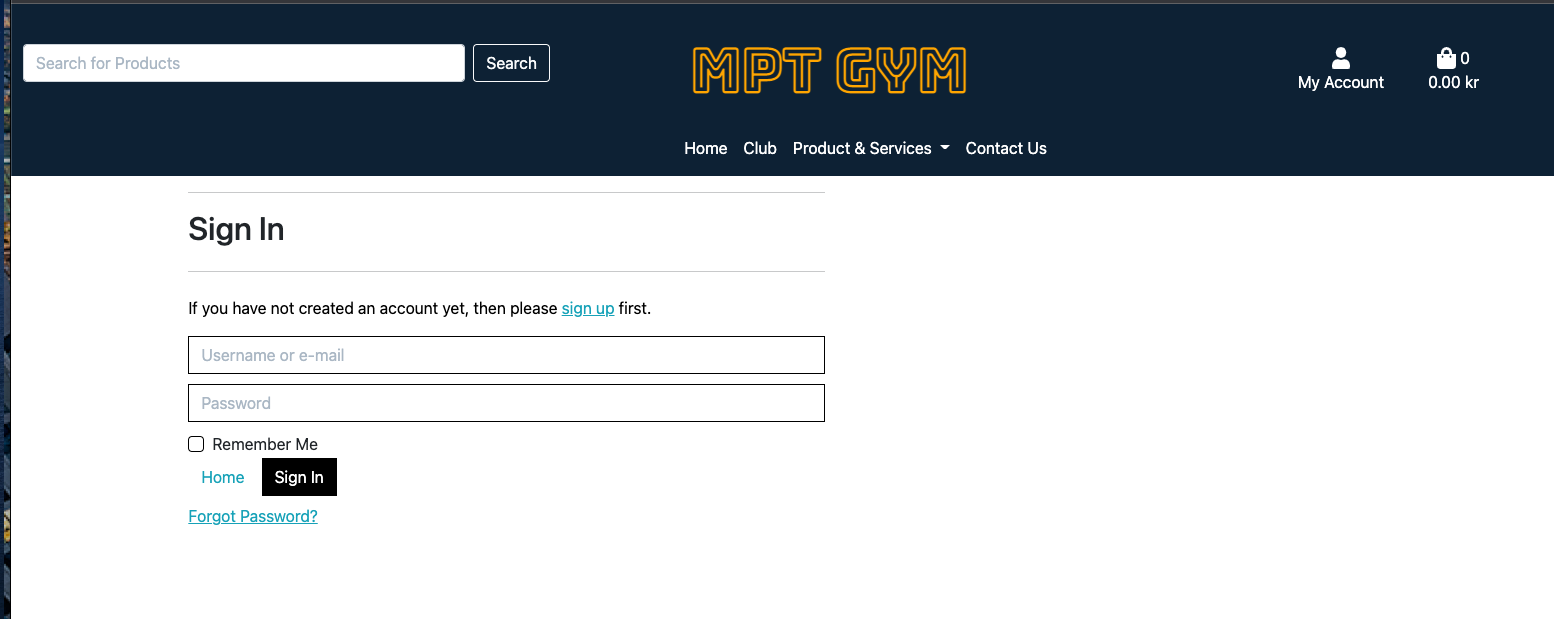 Search for Products
Search
MPT GYM
My Account
0
0.00 kr
Home Club Product & Services Contact Us
Sign In
If you have not created an account yet, then please sign up first.
Username or e-mail
Password
Remember Me
Home Sign In
Forgot Password?